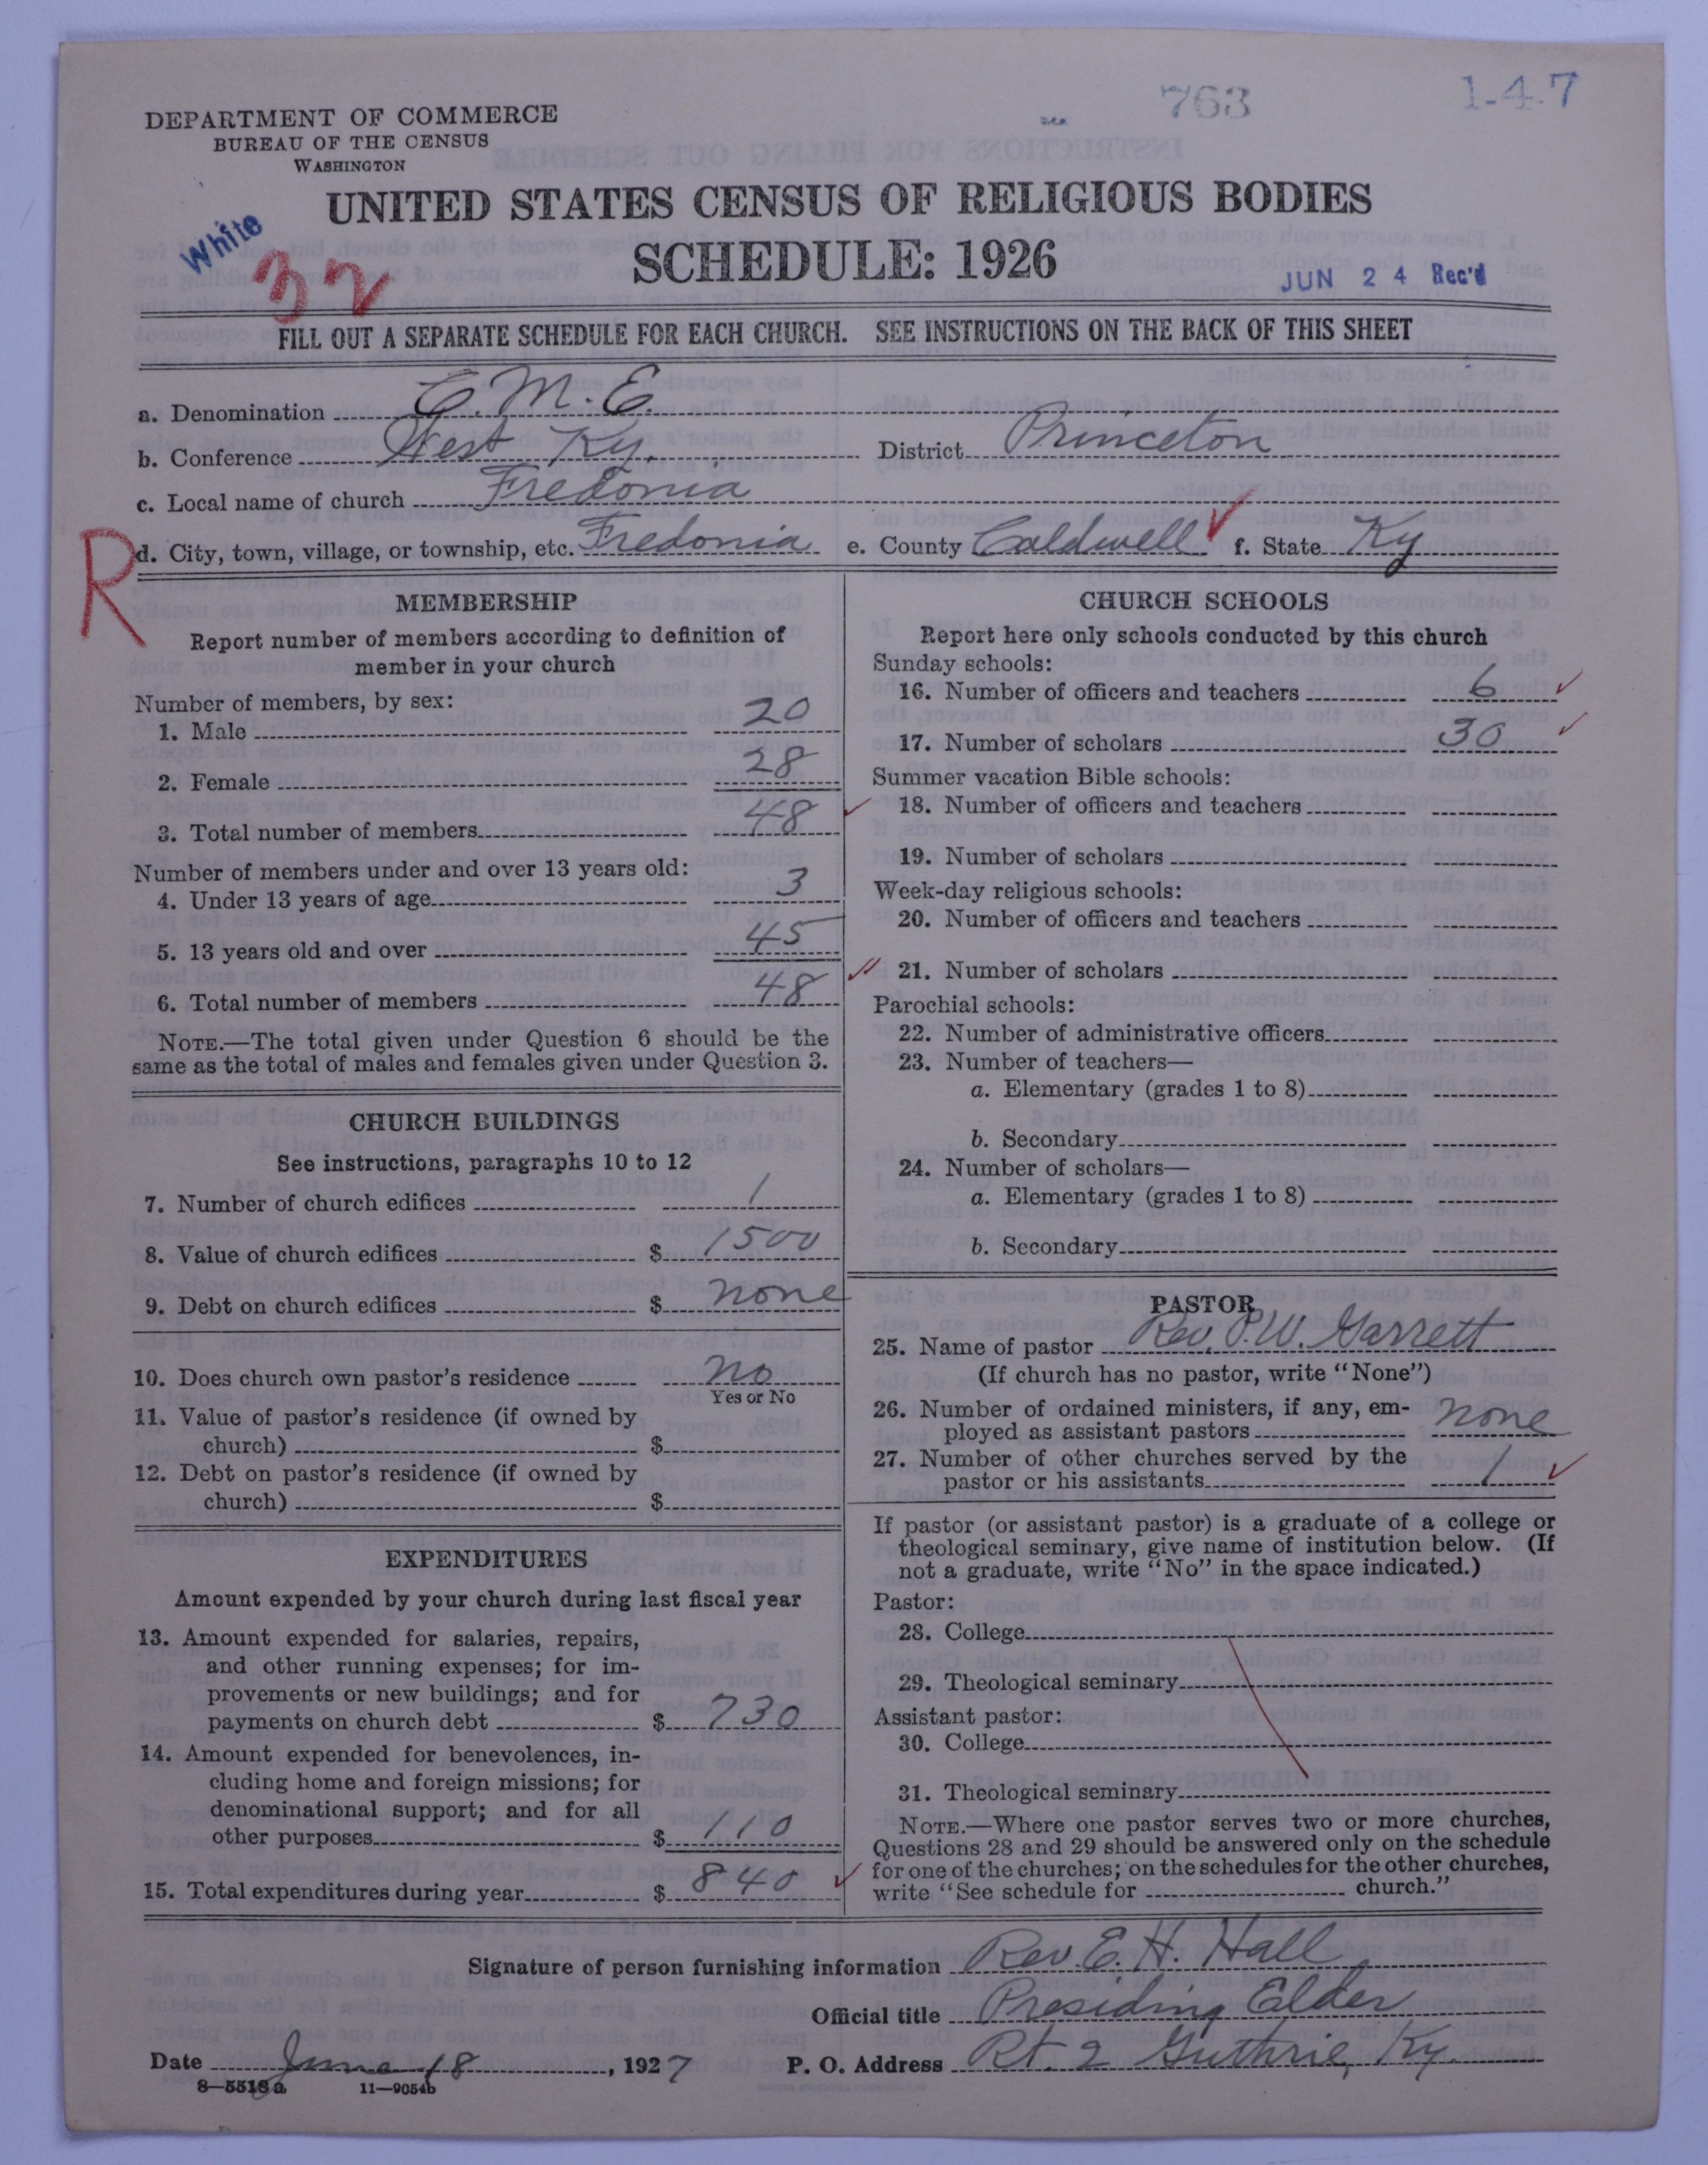 763
1-4-7
DEPARTMENT OF COMMERCE
BUREAU OF THE CENSUS
WASHINGTON
UNITED STATES CENSUS OF RELIGIOUS BODIES
White
32
SCHEDULE: 1926
JUN 24 Rec'd
FILL OUT A SEPARATE SCHEDULE FOR EACH CHURCH. SEE INSTRUCTIONS ON THE BACK OF THIS SHEET
a. Denomination C. M. E.
b. Conference West Ky. District Princeton
c. Local name of church Fredonia
R
d. City, town, village, or township, etc. Fredonia e. County Caldwell ✓ f. State Ky
MEMBERSHIP
Report number of members according to definition of
member in your church
Number of members, by sex:
1. Male 20
2. Female 28
3. Total number of members 48 ✓
Number of members under and over 13 years old:
4. Under 13 years of age 3
5. 13 years old and over 45
6. Total number of members 48
NOTE.—The total given under Question 6 should be the
same as the total of males and females given under Question 3.
CHURCH BUILDINGS
See instructions, paragraphs 10 to 12
7. Number of church edifices 1
8. Value of church edifices $ 1500
9. Debt on church edifices $ none
10. Does church own pastor's residence no
Yes or No
11. Value of pastor's residence (if owned by
church) $
12. Debt on pastor's residence (if owned by
church) $
EXPENDITURES
Amount expended by your church during last fiscal year
13. Amount expended for salaries, repairs,
and other running expenses; for im-
provements or new buildings; and for
payments on church debt $ 730
14. Amount expended for benevolences, in-
cluding home and foreign missions; for
denominational support; and for all
other purposes $ 110
15. Total expenditures during year $ 840 ✓
CHURCH SCHOOLS
Report here only schools conducted by this church
Sunday schools:
16. Number of officers and teachers 6 ✓
17. Number of scholars 30 ✓
Summer vacation Bible schools:
18. Number of officers and teachers
19. Number of scholars
Week-day religious schools:
20. Number of officers and teachers
21. Number of scholars
Parochial schools:
22. Number of administrative officers
23. Number of teachers—
a. Elementary (grades 1 to 8)
b. Secondary
24. Number of scholars—
a. Elementary (grades 1 to 8)
b. Secondary
PASTOR
25. Name of pastor Rev. P. W. Garrett
(If church has no pastor, write "None")
26. Number of ordained ministers, if any, em-
ployed as assistant pastors none
27. Number of other churches served by the
pastor or his assistants 1 ✓
If pastor (or assistant pastor) is a graduate of a college or
theological seminary, give name of institution below. (If
not a graduate, write "No" in the space indicated.)
Pastor:
28. College
29. Theological seminary
Assistant pastor:
30. College
31. Theological seminary
NOTE.—Where one pastor serves two or more churches,
Questions 28 and 29 should be answered only on the schedule
for one of the churches; on the schedules for the other churches,
write "See schedule for church."
Signature of person furnishing information Rev. E. H. Hall
Official title Presiding Elder
Date June 18, 1927 P. O. Address Rt. 2 Guthrie, Ky.
8—5518a 11—9054b